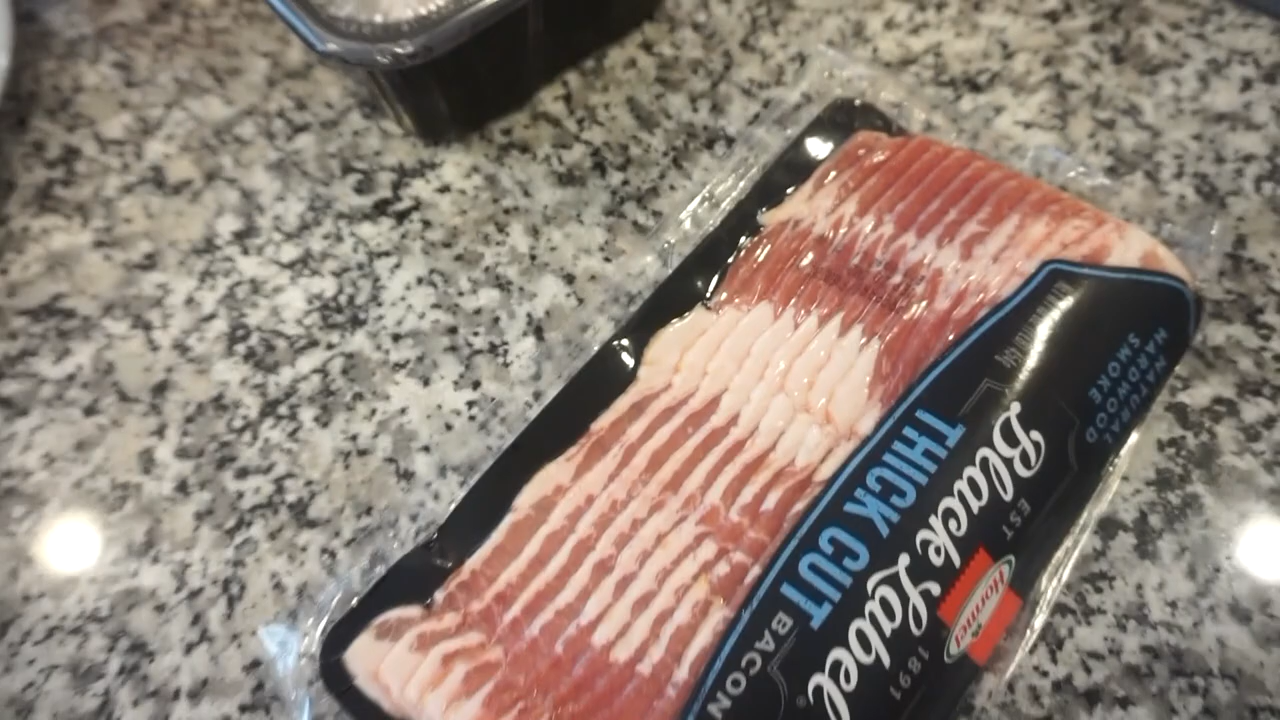 NATURAL
HARDWOOD
SMOKE
Black Label
EST
Hormel
1891
THICK CUT
BACON